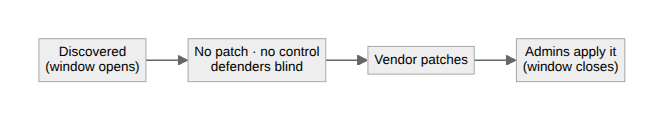 Discovered
(window opens)
No patch · no control
defenders blind
Vendor patches
Admins apply it
(window closes)